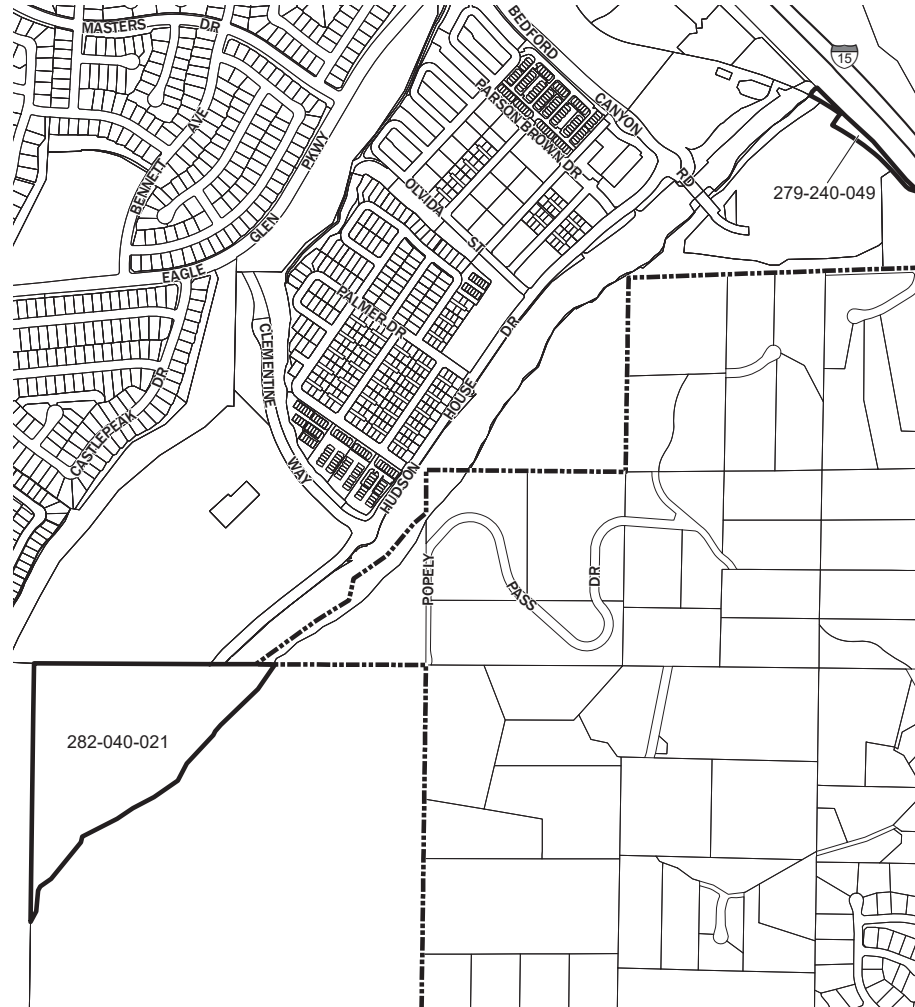 MASTERS DR
BEDFORD CANYON RD
15
PARSON BROWN DR
BENNETT AVE
279-240-049
OLVIDA ST
EAGLE GLEN PKWY
PALMER DR
CLEMENTINE WAY
HUDSON HOUSE DR
CASTLEPEAK DR
POPELY PASS DR
282-040-021